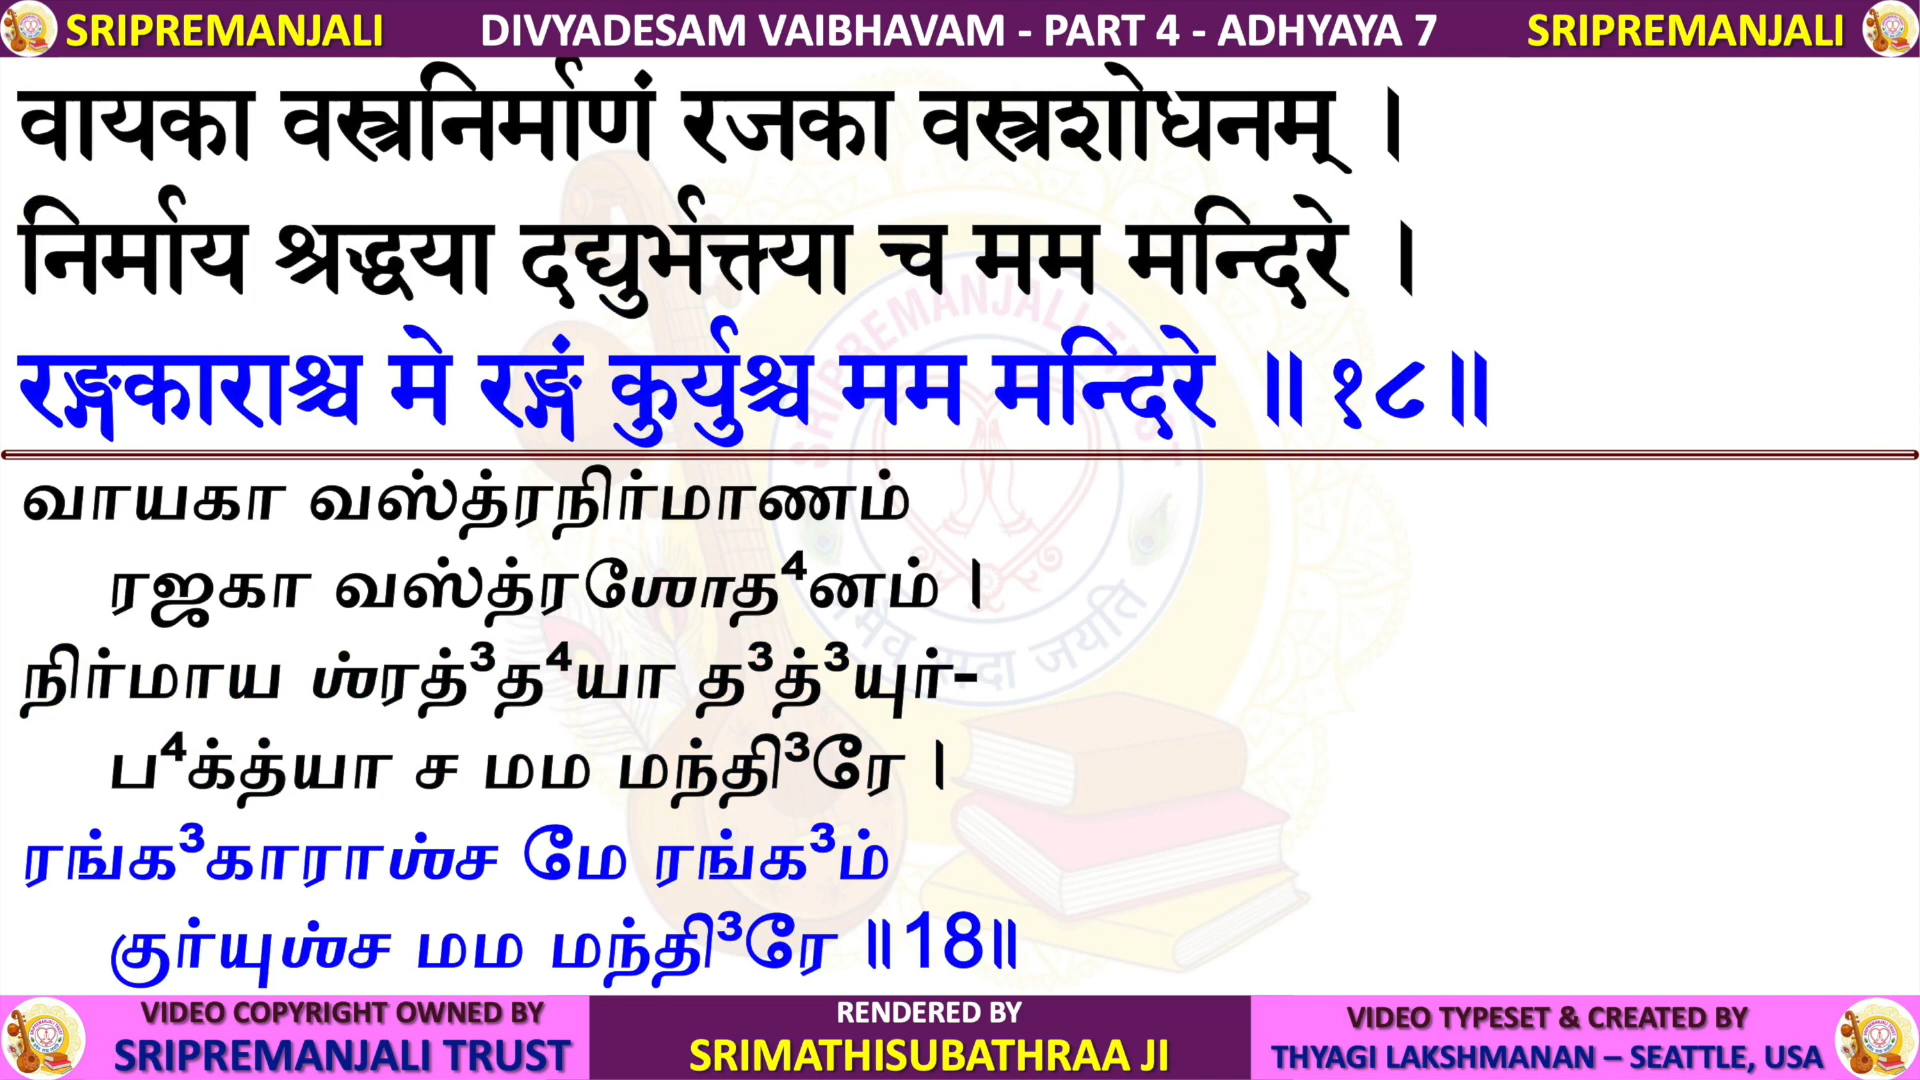 SRIPREMANJALI DIVYADESAM VAIBHAVAM - PART 4 - ADHYAYA 7 SRIPREMANJALI
वायका वस्त्रनिर्माणं रजका वस्त्रशोधनम् ।
निर्माय श्रद्धया दद्युर्भक्त्या च मम मन्दिरे ।
रङ्गकाराश्च मे रङ्गं कुर्युश्च मम मन्दिरे ॥१८॥
வாயகா வஸ்த்ரநிர்மாணம்
ரஜகா வஸ்த்ரஶோத⁴னம் ।
நிர்மாய ஶ்ரத்³த⁴யா த³த்³யுர்-
ப⁴க்த்யா ச மம மந்தி³ரே ।
ரங்க³காராஶ்ச மே ரங்க³ம்
குர்யுஶ்ச மம மந்தி³ரே ॥18॥
VIDEO COPYRIGHT OWNED BY
SRIPREMANJALI TRUST
RENDERED BY
SRIMATHISUBATHRAA JI
VIDEO TYPESET & CREATED BY
THYAGI LAKSHMANAN – SEATTLE, USA